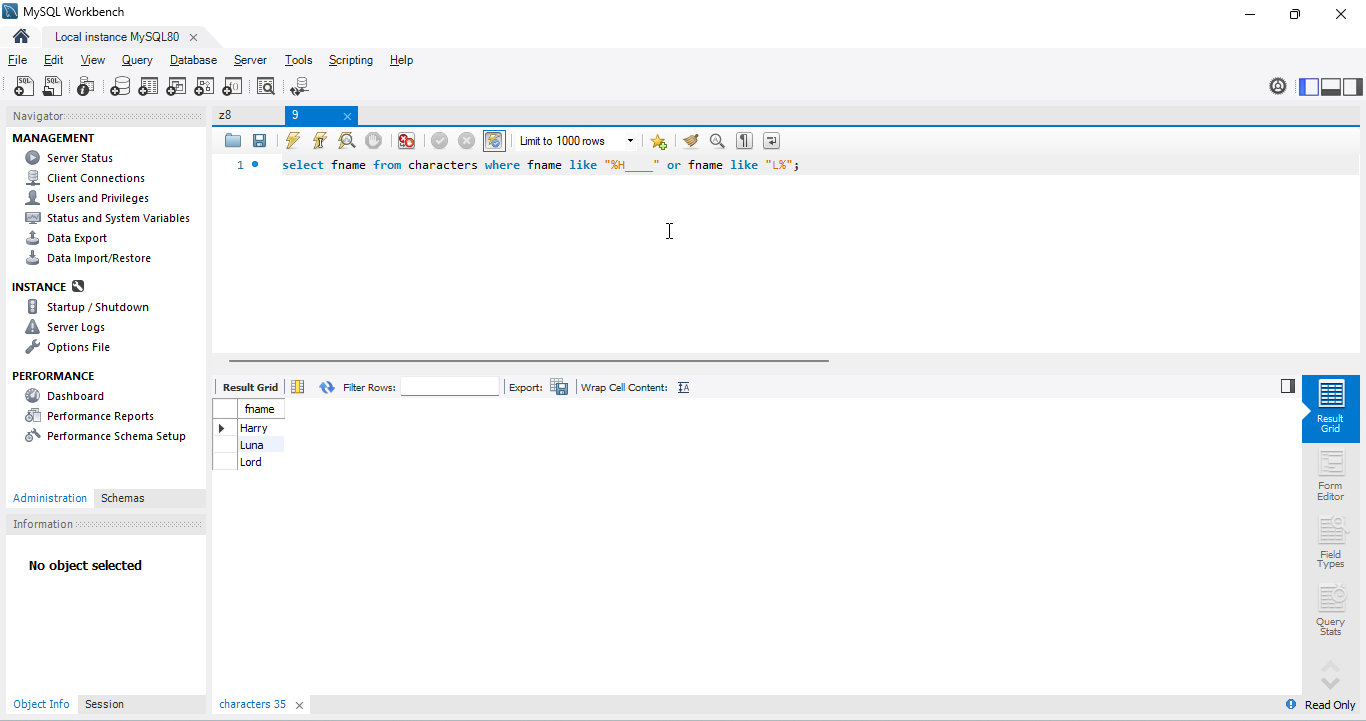 MySQL Workbench
Local instance MySQL80
File Edit View Query Database Server Tools Scripting Help
Navigator
MANAGEMENT
Server Status
Client Connections
Users and Privileges
Status and System Variables
Data Export
Data Import/Restore
INSTANCE
Startup / Shutdown
Server Logs
Options File
PERFORMANCE
Dashboard
Performance Reports
Performance Schema Setup
Administration Schemas
Information
No object selected
Object Info Session
z8 9
Limit to 1000 rows
1 select fname from characters where fname like "%H____" or fname like "L%";
Result Grid Filter Rows: Export: Wrap Cell Content:
fname
Harry
Luna
Lord
Result
Grid
Form
Editor
Field
Types
Query
Stats
characters 35
Read Only